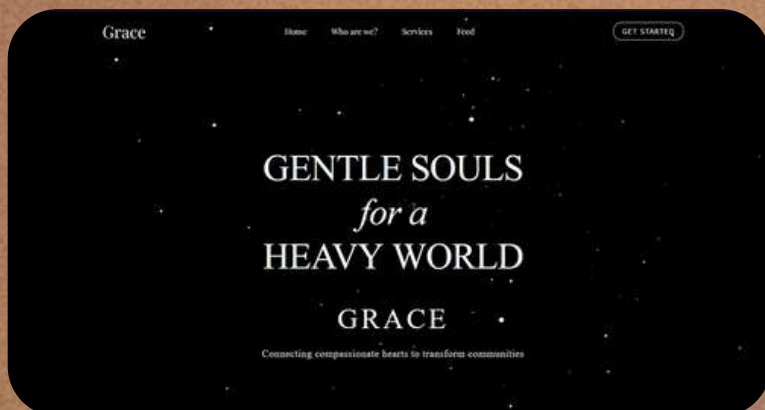 Grace
Home Who are we? Services Feed
GET STARTED
GENTLE SOULS
for a
HEAVY WORLD
GRACE
Connecting compassionate hearts to transform communities